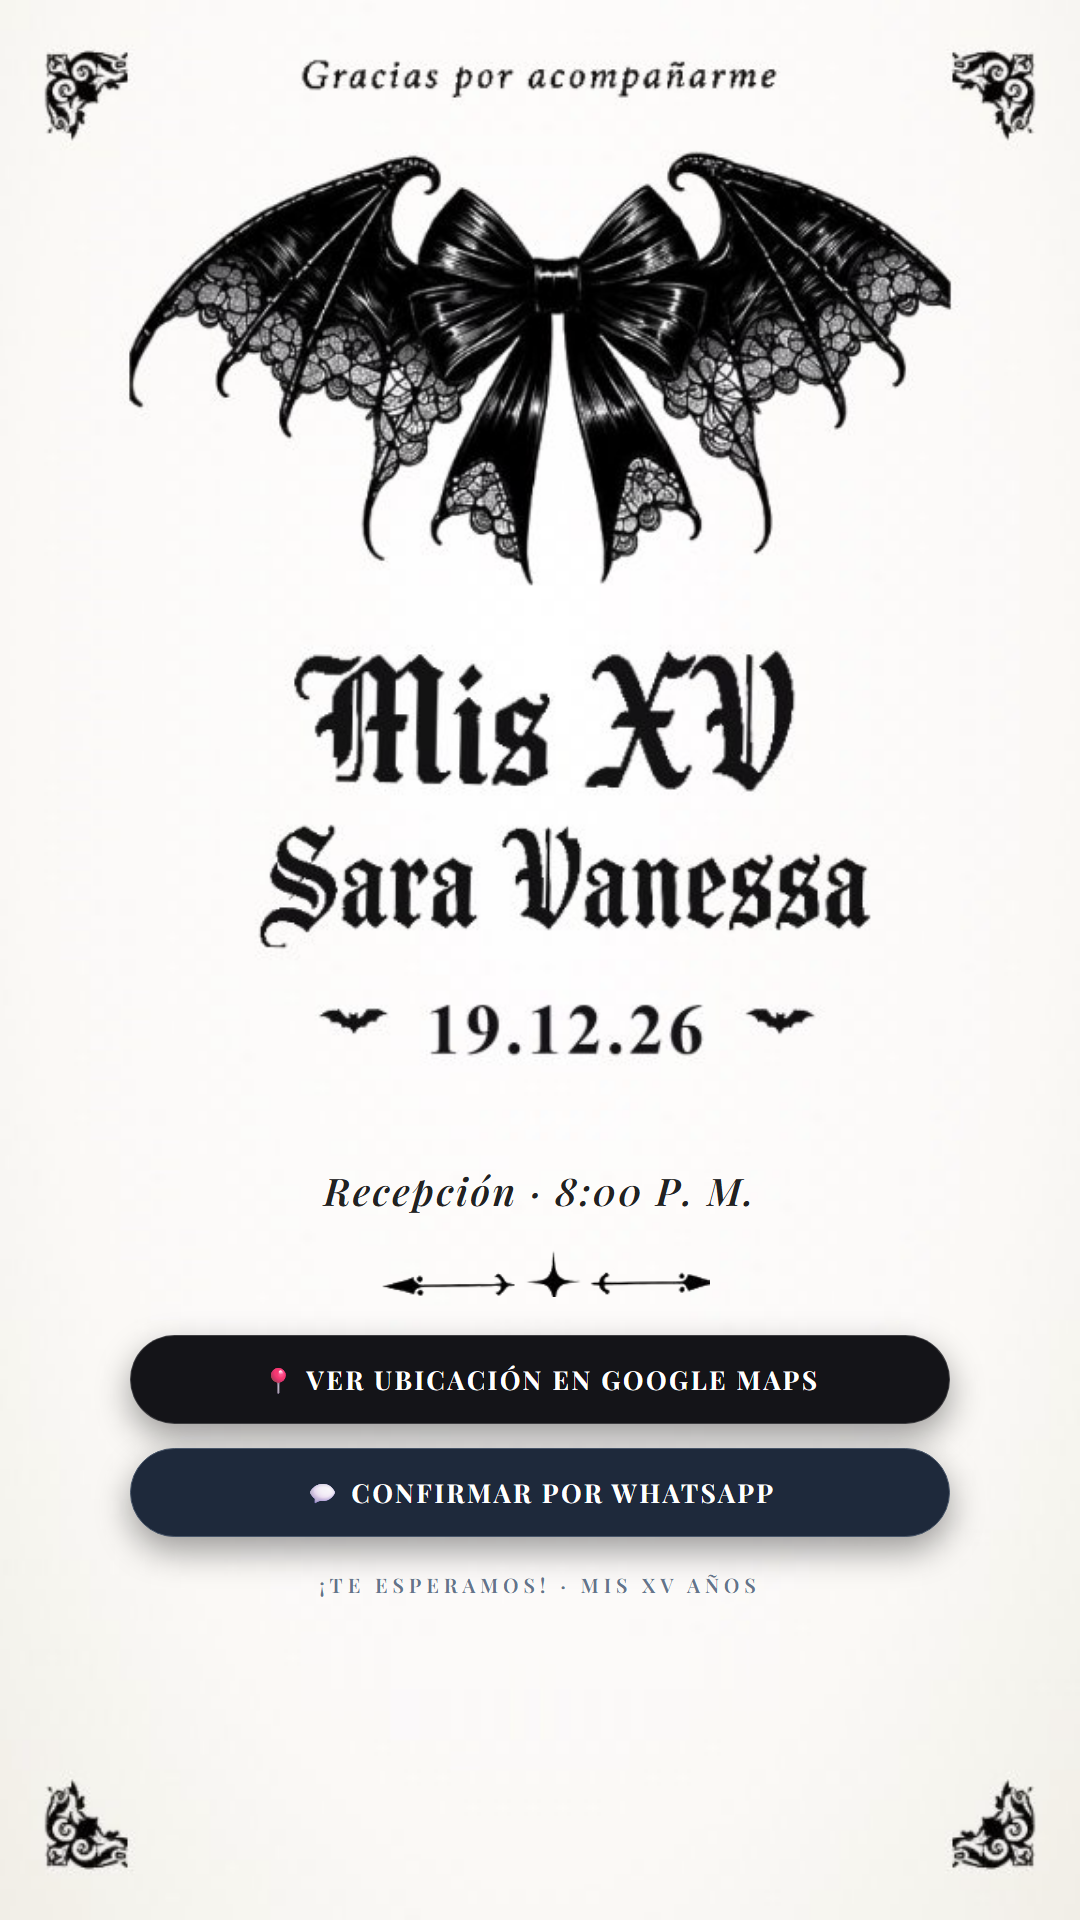 Gracias por acompañarme
Mis XV
Sara Vanessa
19.12.26
Recepción · 8:00 P. M.
VER UBICACIÓN EN GOOGLE MAPS
CONFIRMAR POR WHATSAPP
¡TE ESPERAMOS! · MIS XV AÑOS